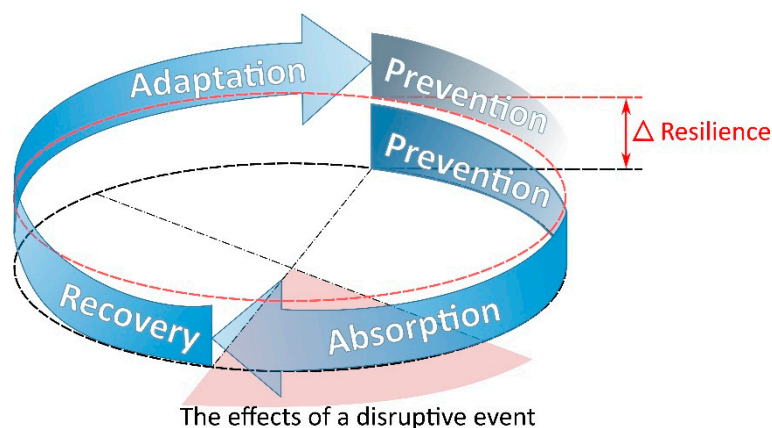 Adaptation
Prevention
Prevention
△ Resilience
Recovery
Absorption
The effects of a disruptive event